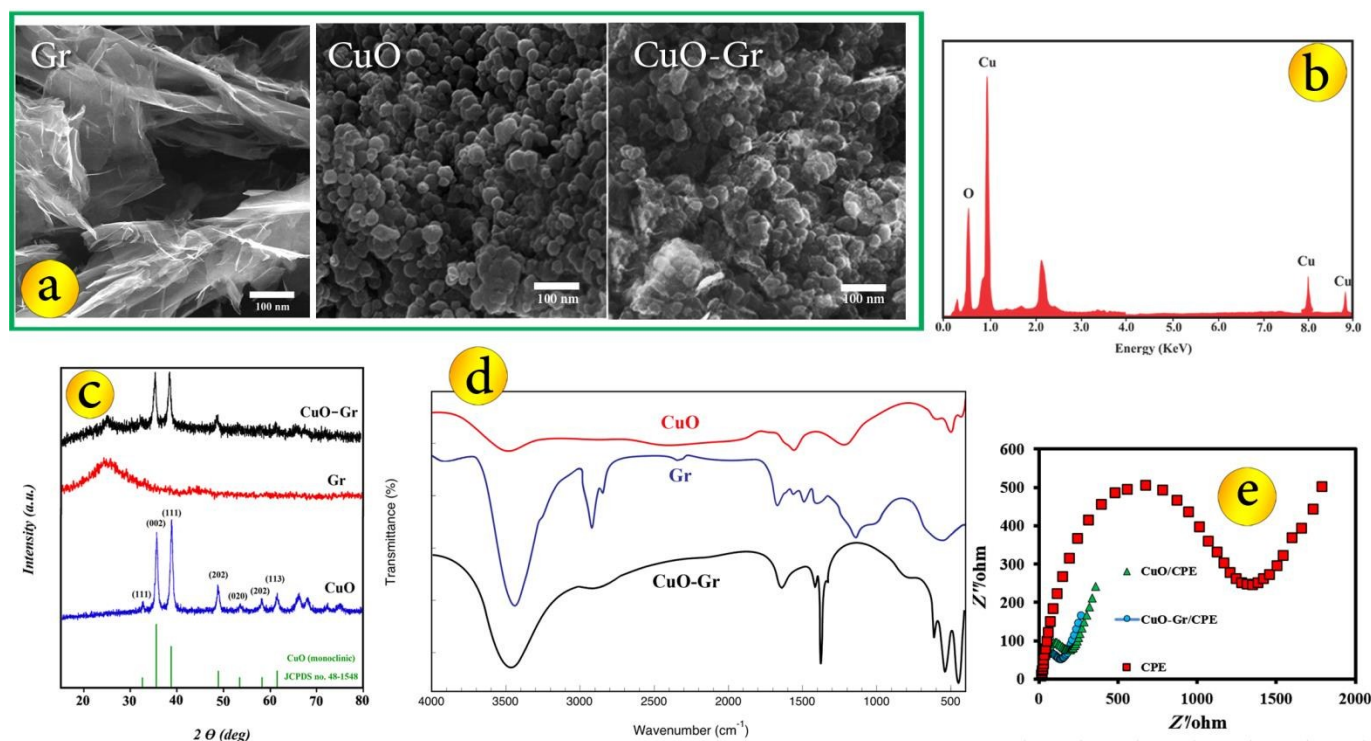 Gr
CuO
CuO-Gr
100 nm
100 nm
100 nm
a
b
Cu
O
Cu
Cu
0.0 1.0 2.0 3.0 4.0 5.0 6.0 7.0 8.0 9.0
Energy (KeV)
c
CuO-Gr
Gr
(111)
(002)
(111)
(202)
(020)
(202)
(113)
CuO
CuO (monoclinic)
JCPDS no. 48-1548
Intensity (a.u.)
20 30 40 50 60 70 80
2 Θ (deg)
d
CuO
Gr
CuO-Gr
Transmittance (%)
4000 3500 3000 2500 2000 1500 1000 500
Wavenumber (cm-1)
e
600
500
400
300
200
100
0
Z"/ohm
CuO/CPE
CuO-Gr/CPE
CPE
0 500 1000 1500 2000
Z'/ohm